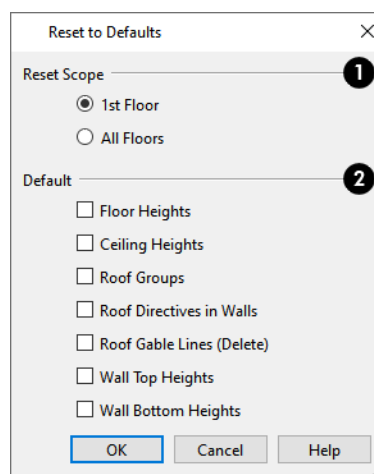 Reset to Defaults
Reset Scope 1
1st Floor
All Floors
Default 2
Floor Heights
Ceiling Heights
Roof Groups
Roof Directives in Walls
Roof Gable Lines (Delete)
Wall Top Heights
Wall Bottom Heights
OK Cancel Help